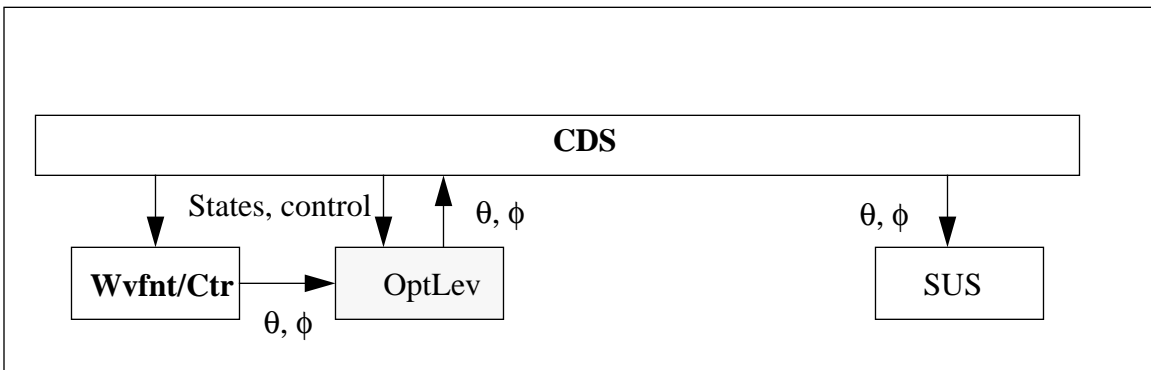 CDS
States, control
θ, ϕ
θ, ϕ
Wvfnt/Ctr
OptLev
SUS
θ, ϕ